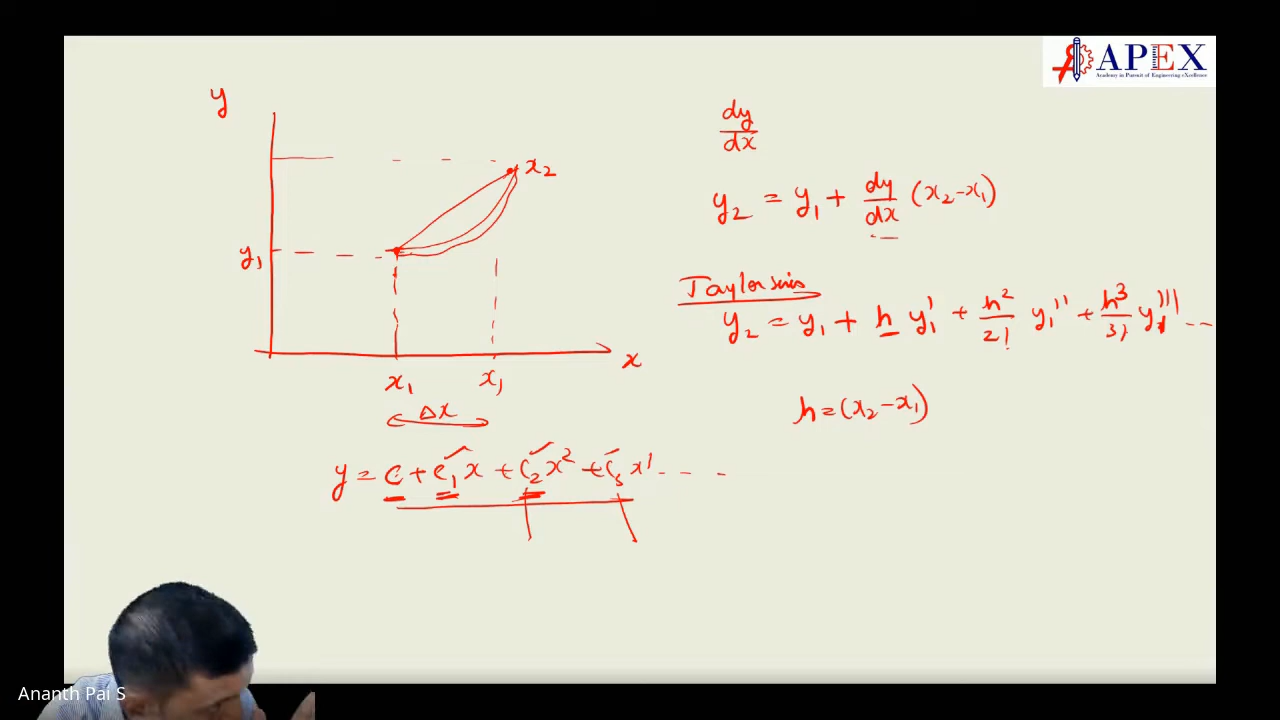 APEX
Academy in Pursuit of Engineering eXcellence
y
dy/dx
x2
y2 = y1 + dy/dx (x2-x1)
y1
Taylor series
y2 = y1 + h y1' + h²/2! y1'' + h³/3! y1''' --
x
x1 x1
h = (x2-x1)
Δx
y = c + c1x + c2x² + c3x' - - - -
Ananth Pai S